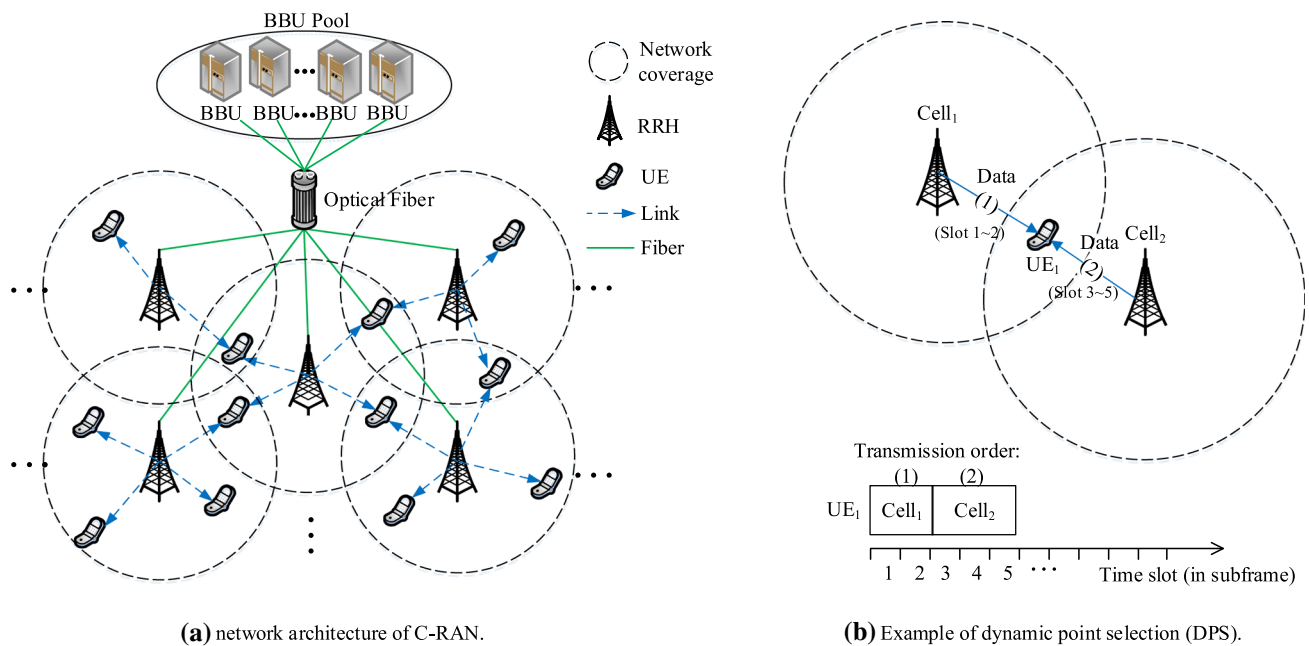 BBU Pool
BBU BBU BBU BBU
Optical Fiber
Network
coverage
RRH
UE
Link
Fiber
(a) network architecture of C-RAN.
Cell₁
Data
(1)
(Slot 1~2)
UE₁
Cell₂
Data
(2)
(Slot 3~5)
Transmission order:
(1) (2)
UE₁ Cell₁ Cell₂
1 2 3 4 5 ··· Time slot (in subframe)
(b) Example of dynamic point selection (DPS).